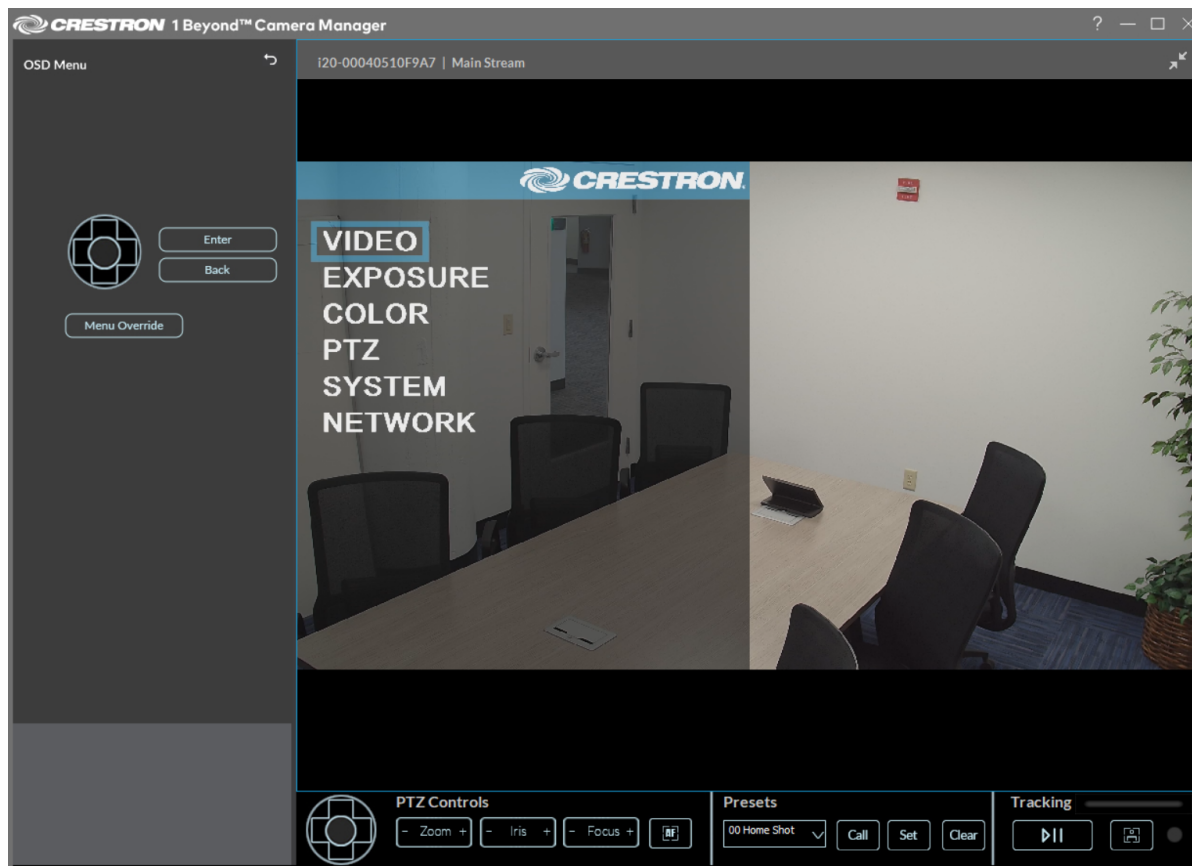 CRESTRON 1 Beyond™ Camera Manager
OSD Menu
i20-00040510F9A7 | Main Stream
CRESTRON.
VIDEO
EXPOSURE
COLOR
PTZ
SYSTEM
NETWORK
Enter
Back
Menu Override
PTZ Controls
- Zoom +
- Iris +
- Focus +
AF
Presets
00 Home Shot
Call
Set
Clear
Tracking